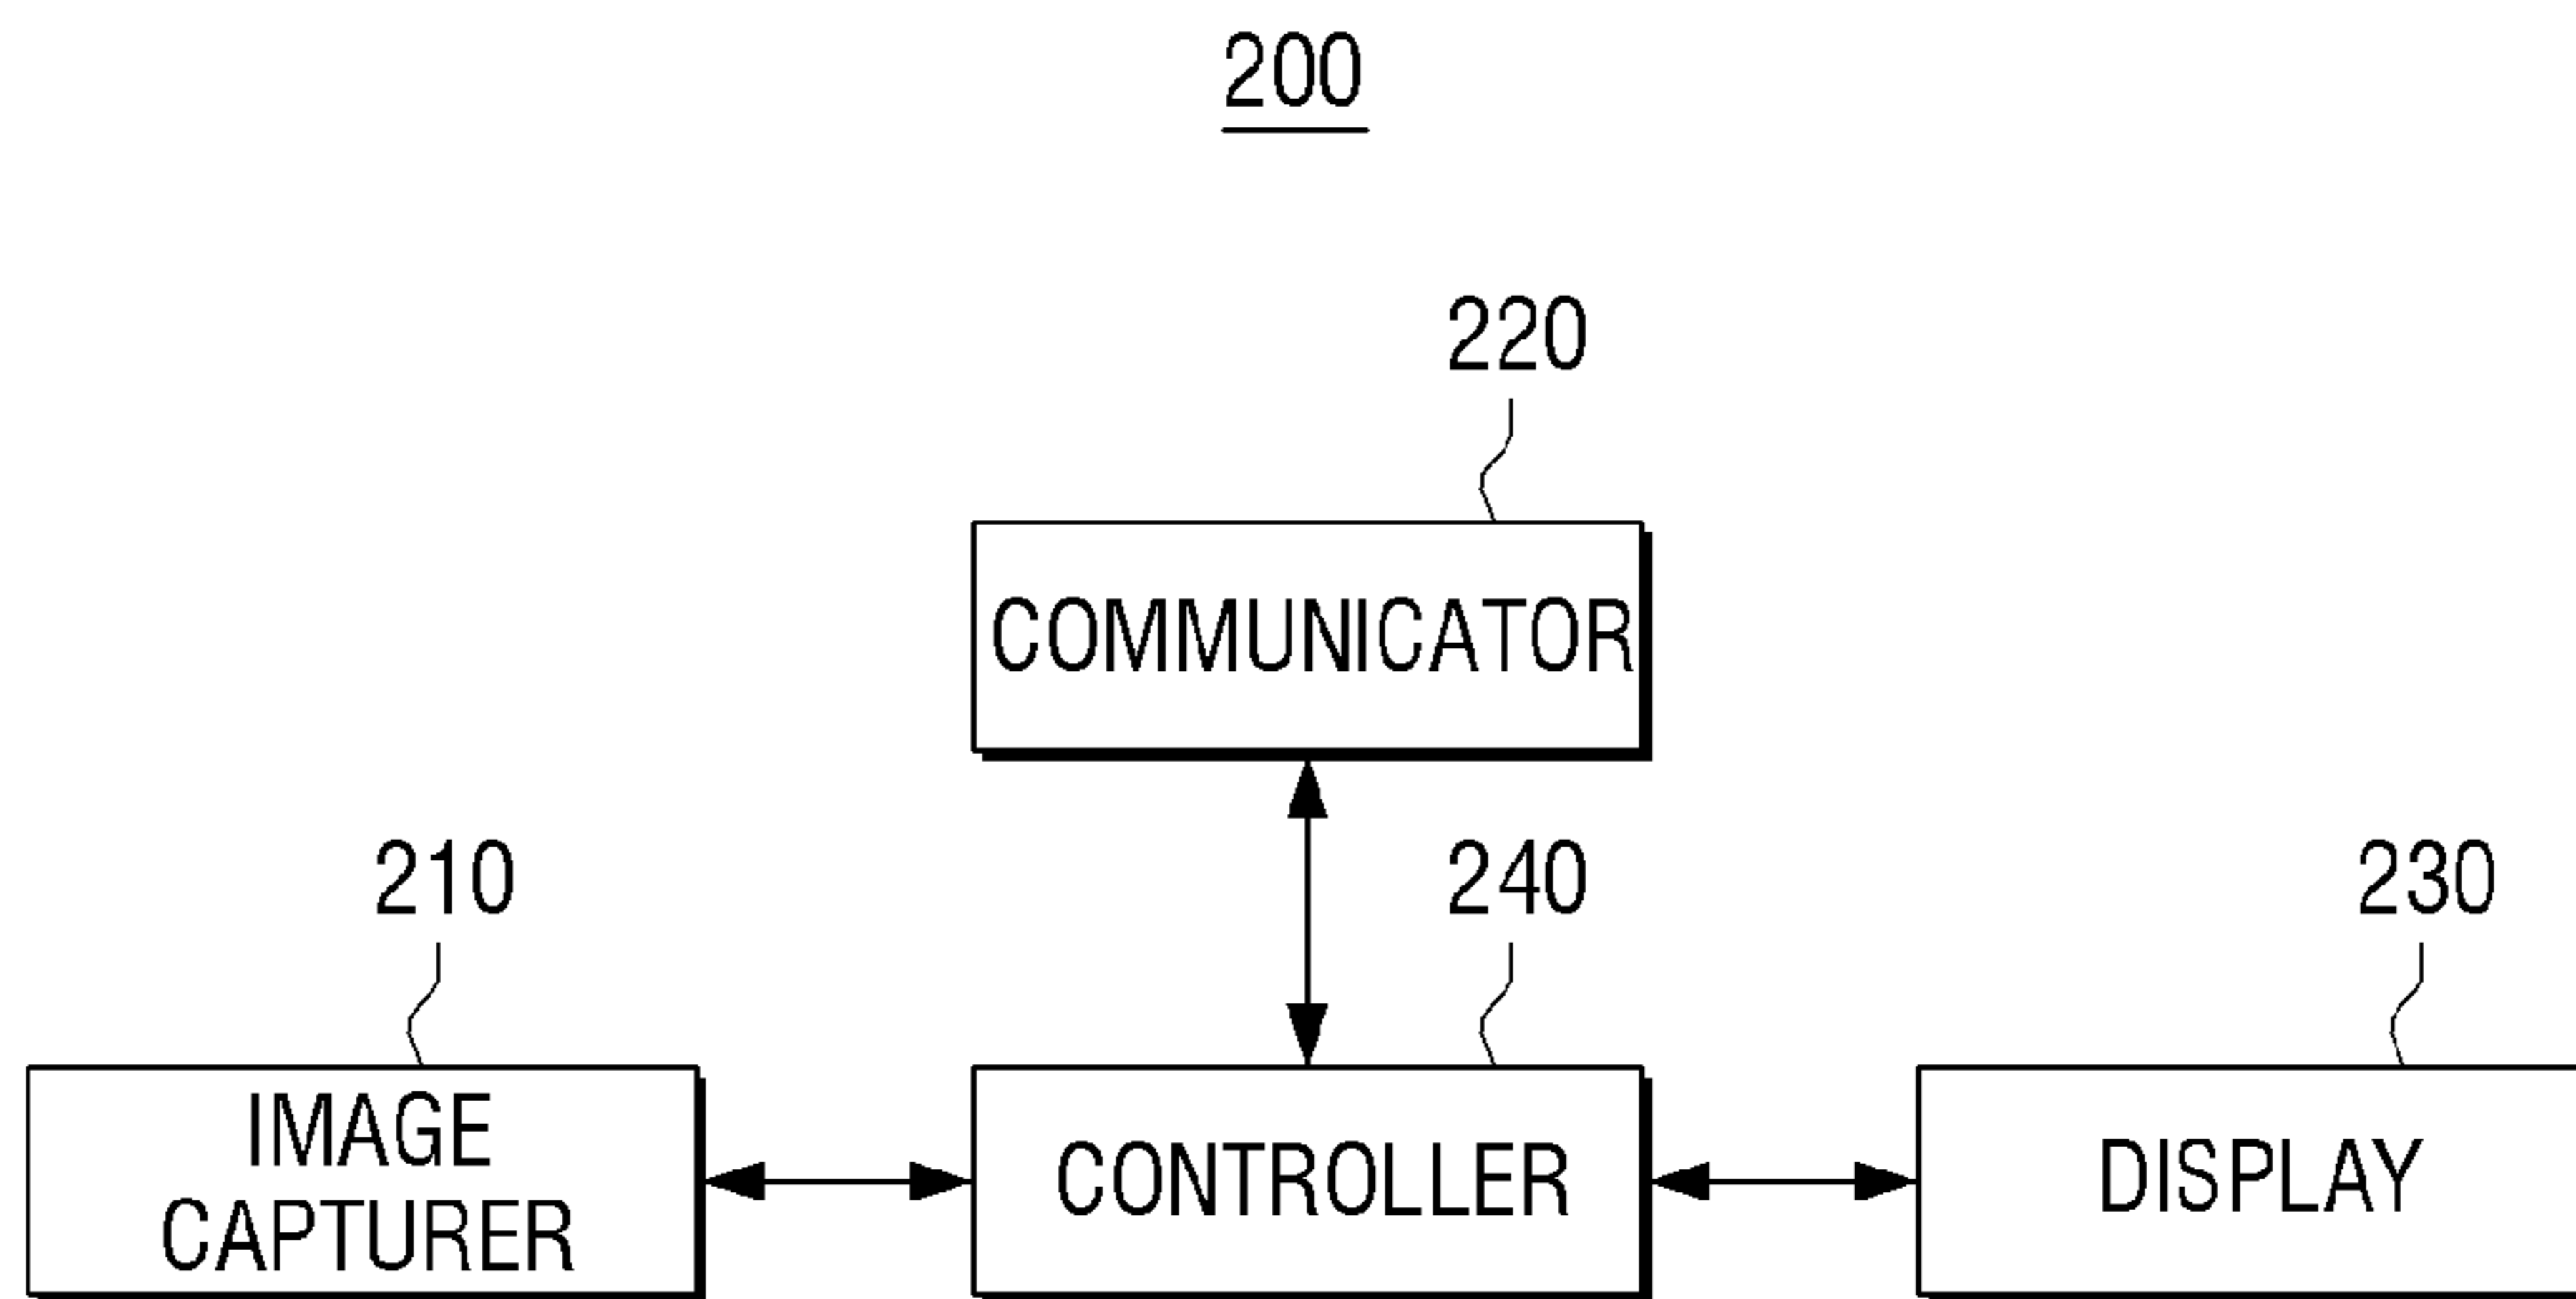 200
220
COMMUNICATOR
210
240
230
IMAGE
CAPTURER
CONTROLLER
DISPLAY